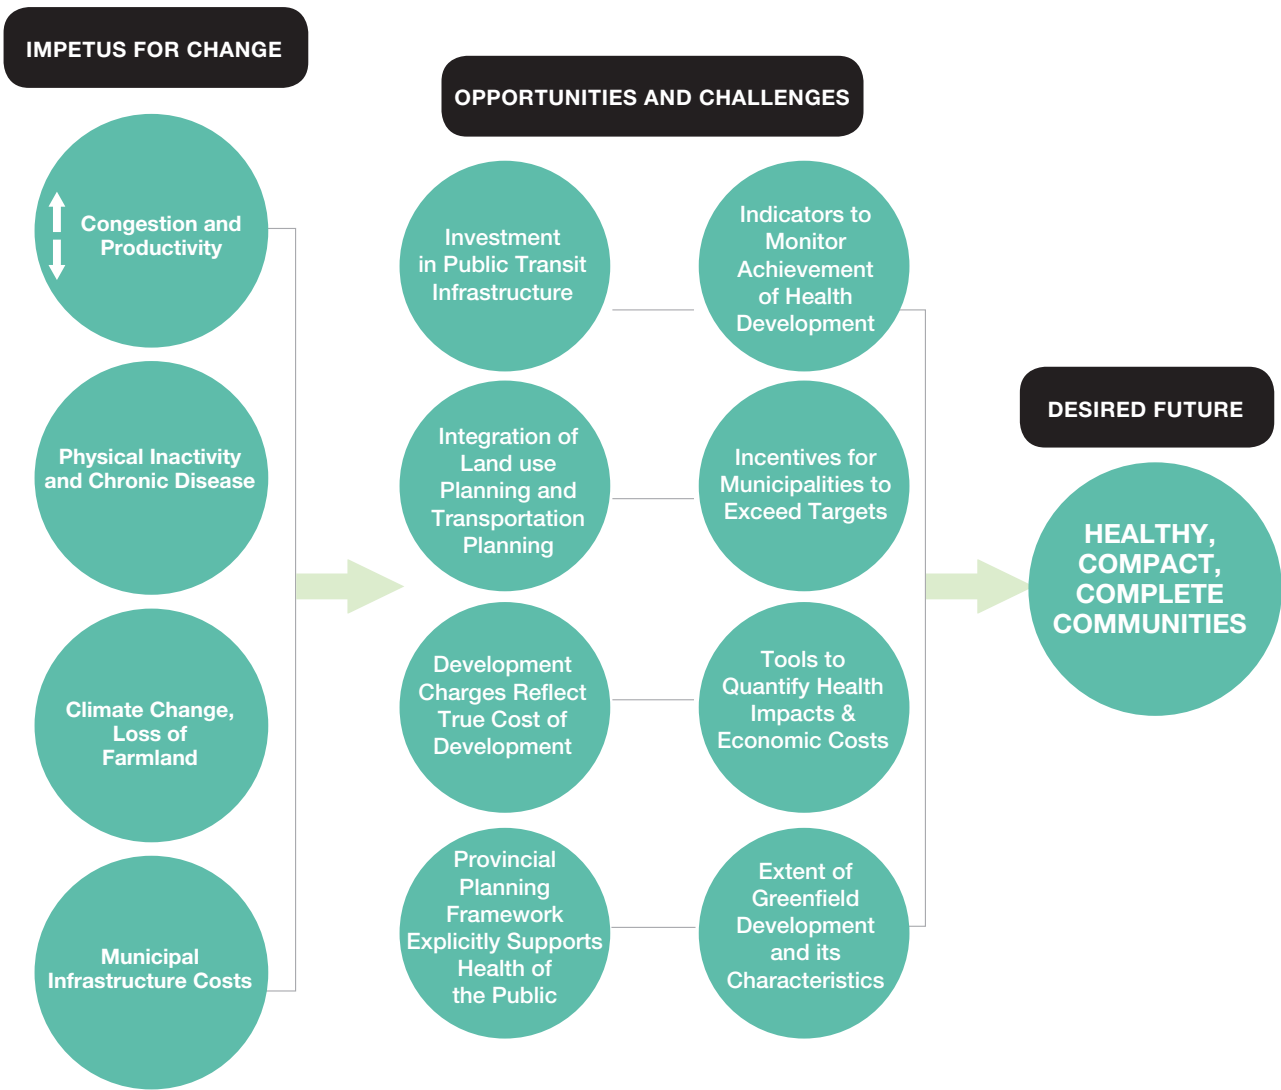 IMPETUS FOR CHANGE
Congestion and
Productivity
Physical Inactivity
and Chronic Disease
Climate Change,
Loss of
Farmland
Municipal
Infrastructure Costs
OPPORTUNITIES AND CHALLENGES
Investment
in Public Transit
Infrastructure
Indicators to
Monitor
Achievement
of Health
Development
Integration of
Land use
Planning and
Transportation
Planning
Incentives for
Municipalities to
Exceed Targets
Development
Charges Reflect
True Cost of
Development
Tools to
Quantify Health
Impacts &
Economic Costs
Provincial
Planning
Framework
Explicitly Supports
Health of
the Public
Extent of
Greenfield
Development
and its
Characteristics
DESIRED FUTURE
HEALTHY,
COMPACT,
COMPLETE
COMMUNITIES